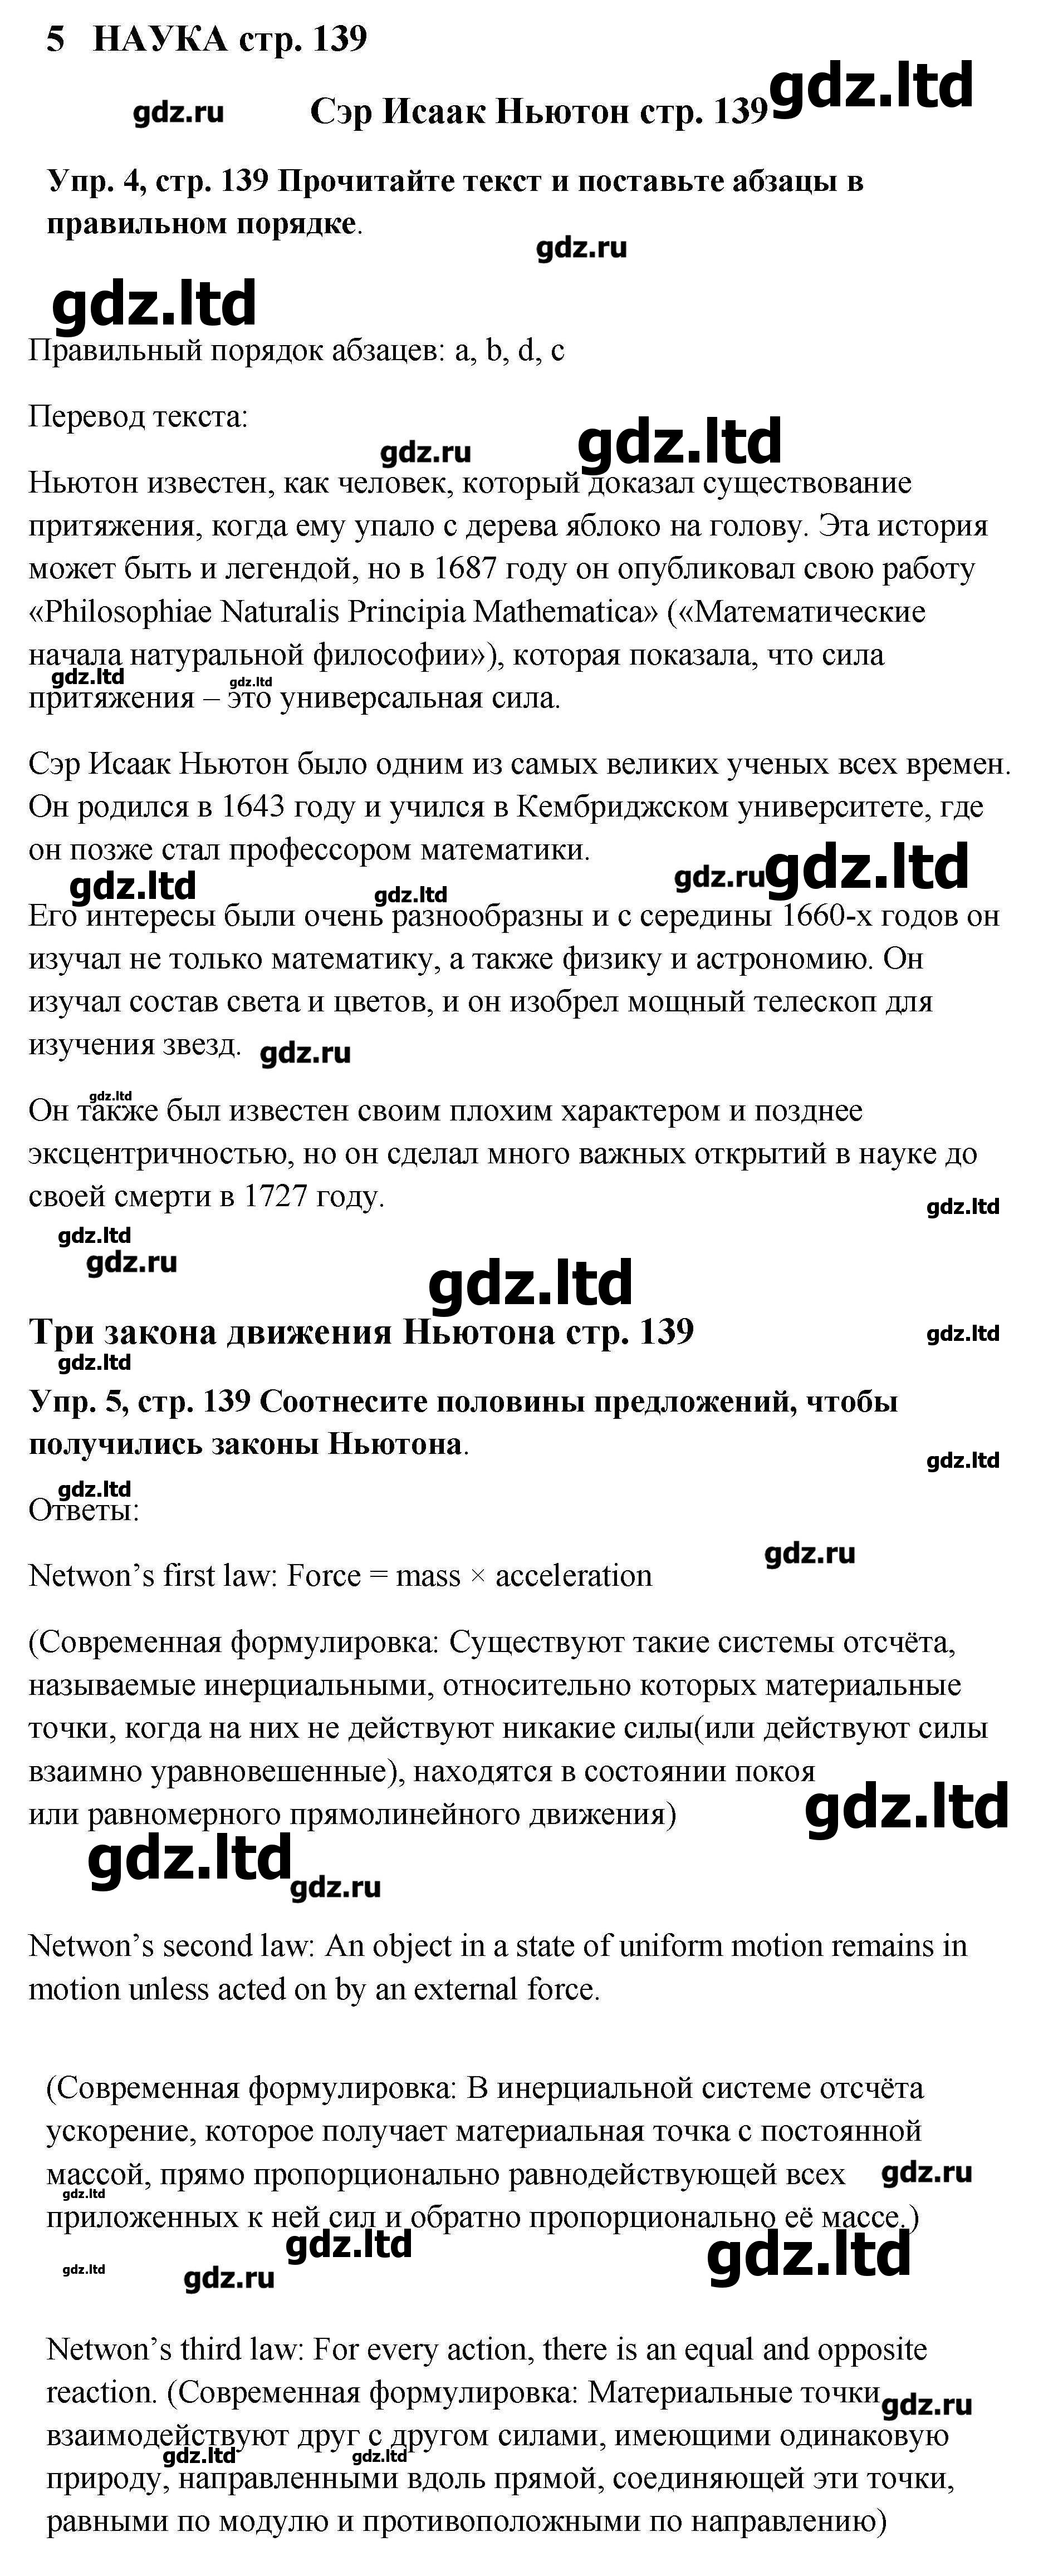 5 НАУКА стр. 139
gdz.ltd
gdz.ru
Сэр Исаак Ньютон стр. 139
Упр. 4, стр. 139 Прочитайте текст и поставьте абзацы в
правильном порядке.
gdz.ru
gdz.ltd
Правильный порядок абзацев: a, b, d, c
Перевод текста:
gdz.ru
gdz.ltd
Ньютон известен, как человек, который доказал существование
притяжения, когда ему упало с дерева яблоко на голову. Эта история
может быть и легендой, но в 1687 году он опубликовал свою работу
«Philosophiae Naturalis Principia Mathematica» («Математические
начала натуральной философии»), которая показала, что сила
gdz.ltd
gdz.ltd
притяжения – это универсальная сила.
Сэр Исаак Ньютон было одним из самых великих ученых всех времен.
Он родился в 1643 году и учился в Кембриджском университете, где
он позже стал профессором математики.
gdz.ru
gdz.ltd
gdz.ltd
gdz.ltd
Его интересы были очень разнообразны и с середины 1660-х годов он
изучал не только математику, а также физику и астрономию. Он
изучал состав света и цветов, и он изобрел мощный телескоп для
изучения звезд.
gdz.ru
gdz.ltd
Он также был известен своим плохим характером и позднее
эксцентричностью, но он сделал много важных открытий в науке до
своей смерти в 1727 году.
gdz.ltd
gdz.ltd
gdz.ru
gdz.ltd
Три закона движения Ньютона стр. 139
gdz.ltd
gdz.ltd
Упр. 5, стр. 139 Соотнесите половины предложений, чтобы
получились законы Ньютона.
gdz.ltd
gdz.ltd
Ответы:
gdz.ru
Netwon’s first law: Force = mass × acceleration
(Современная формулировка: Существуют такие системы отсчёта,
называемые инерциальными, относительно которых материальные
точки, когда на них не действуют никакие силы(или действуют силы
взаимно уравновешенные), находятся в состоянии покоя
или равномерного прямолинейного движения)
gdz.ltd
gdz.ltd
gdz.ru
Netwon’s second law: An object in a state of uniform motion remains in
motion unless acted on by an external force.
(Современная формулировка: В инерциальной системе отсчёта
ускорение, которое получает материальная точка с постоянной
массой, прямо пропорционально равнодействующей всех
gdz.ru
gdz.ltd
приложенных к ней сил и обратно пропорционально её массе.)
gdz.ltd
gdz.ltd
gdz.ltd
gdz.ru
Netwon’s third law: For every action, there is an equal and opposite
reaction. (Современная формулировка: Материальные точки
gdz.ru
взаимодействуют друг с другом силами, имеющими одинаковую
gdz.ltd
gdz.ltd
природу, направленными вдоль прямой, соединяющей эти точки,
равными по модулю и противоположными по направлению)